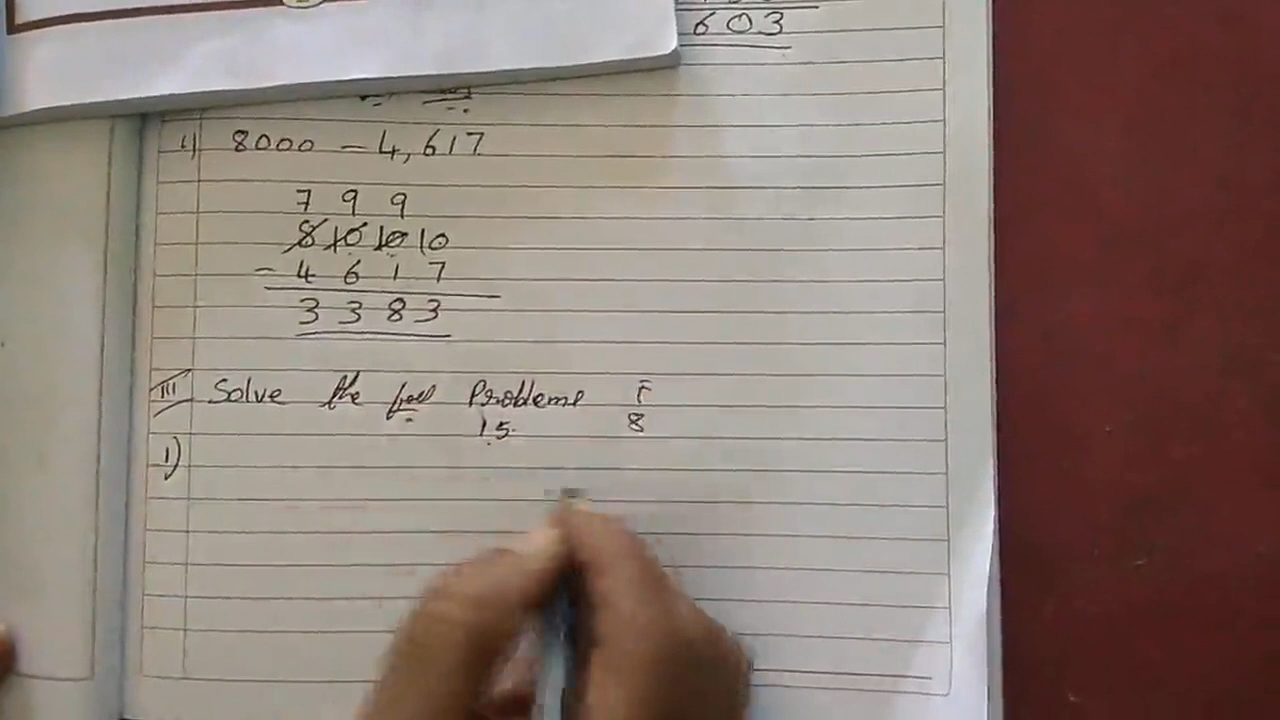 603
4) 8000 - 4,617
7 9 9
8 10 10 10
- 4 6 1 7
3 3 8 3
III Solve the foll Problems
15. 8
1)